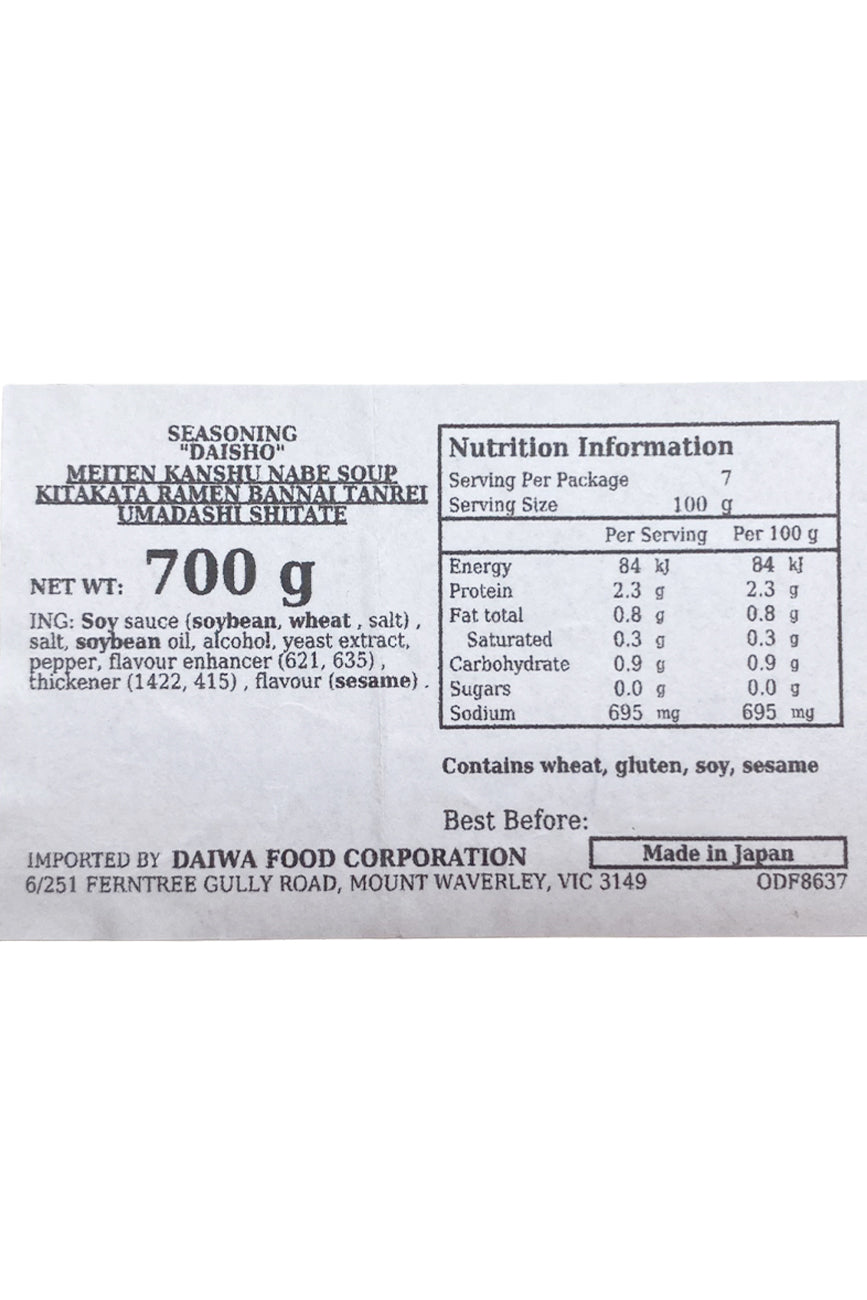 SEASONING
"DAISHO"
MEITEN KANSHU NABE SOUP
KITAKATA RAMEN BANNAI TANREI
UMADASHI SHITATE
NET WT: 700 g
ING: Soy sauce (soybean, wheat , salt) ,
salt, soybean oil, alcohol, yeast extract,
pepper, flavour enhancer (621, 635) ,
thickener (1422, 415) , flavour (sesame) .
Nutrition Information
Serving Per Package 7
Serving Size 100 g
Per Serving Per 100 g
Energy 84 kJ 84 kJ
Protein 2.3 g 2.3 g
Fat total 0.8 g 0.8 g
Saturated 0.3 g 0.3 g
Carbohydrate 0.9 g 0.9 g
Sugars 0.0 g 0.0 g
Sodium 695 mg 695 mg
Contains wheat, gluten, soy, sesame
Best Before:
IMPORTED BY DAIWA FOOD CORPORATION
Made in Japan
6/251 FERNTREE GULLY ROAD, MOUNT WAVERLEY, VIC 3149
ODF8637